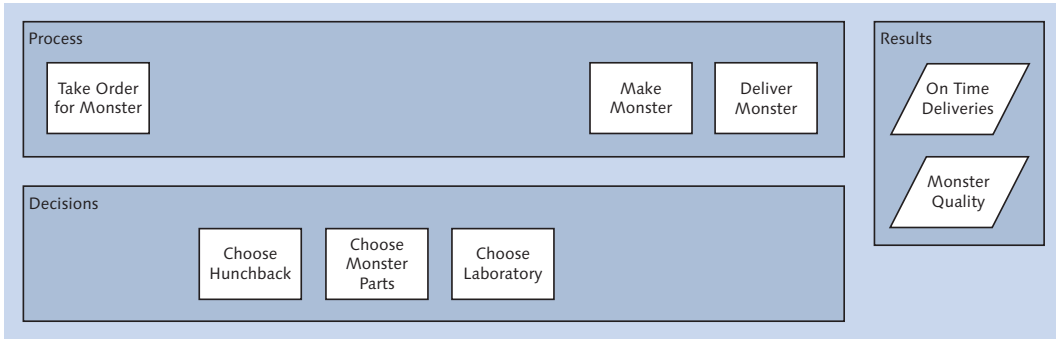 Process
Take Order
for Monster
Make
Monster
Deliver
Monster
Decisions
Choose
Hunchback
Choose
Monster
Parts
Choose
Laboratory
Results
On Time
Deliveries
Monster
Quality